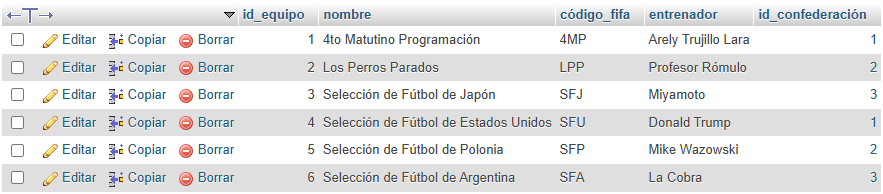 id_equipo nombre código_fifa entrenador id_confederación
Editar Copiar Borrar 1 4to Matutino Programación 4MP Arely Trujillo Lara 1
Editar Copiar Borrar 2 Los Perros Parados LPP Profesor Rómulo 2
Editar Copiar Borrar 3 Selección de Fútbol de Japón SFJ Miyamoto 3
Editar Copiar Borrar 4 Selección de Fútbol de Estados Unidos SFU Donald Trump 1
Editar Copiar Borrar 5 Selección de Fútbol de Polonia SFP Mike Wazowski 2
Editar Copiar Borrar 6 Selección de Fútbol de Argentina SFA La Cobra 3